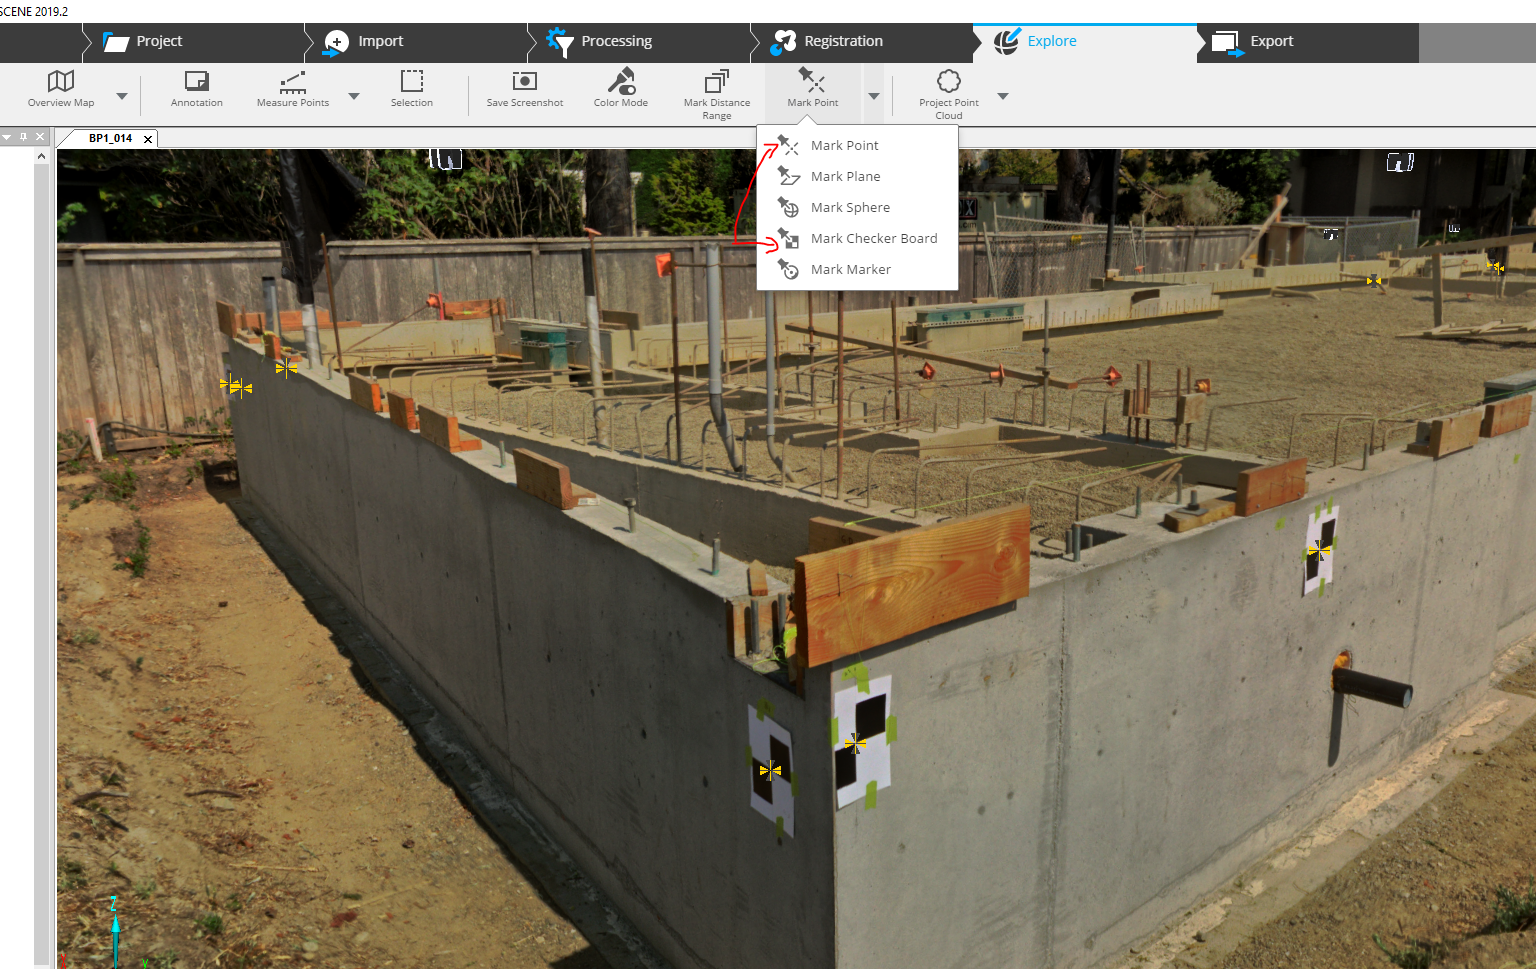 SCENE 2019.2
Project
Import
Processing
Registration
Explore
Export
Overview Map
Annotation
Measure Points
Selection
Save Screenshot
Color Mode
Mark Distance
Range
Mark Point
Project Point
Cloud
BP1_014
Mark Point
Mark Plane
Mark Sphere
Mark Checker Board
Mark Marker
Z
y